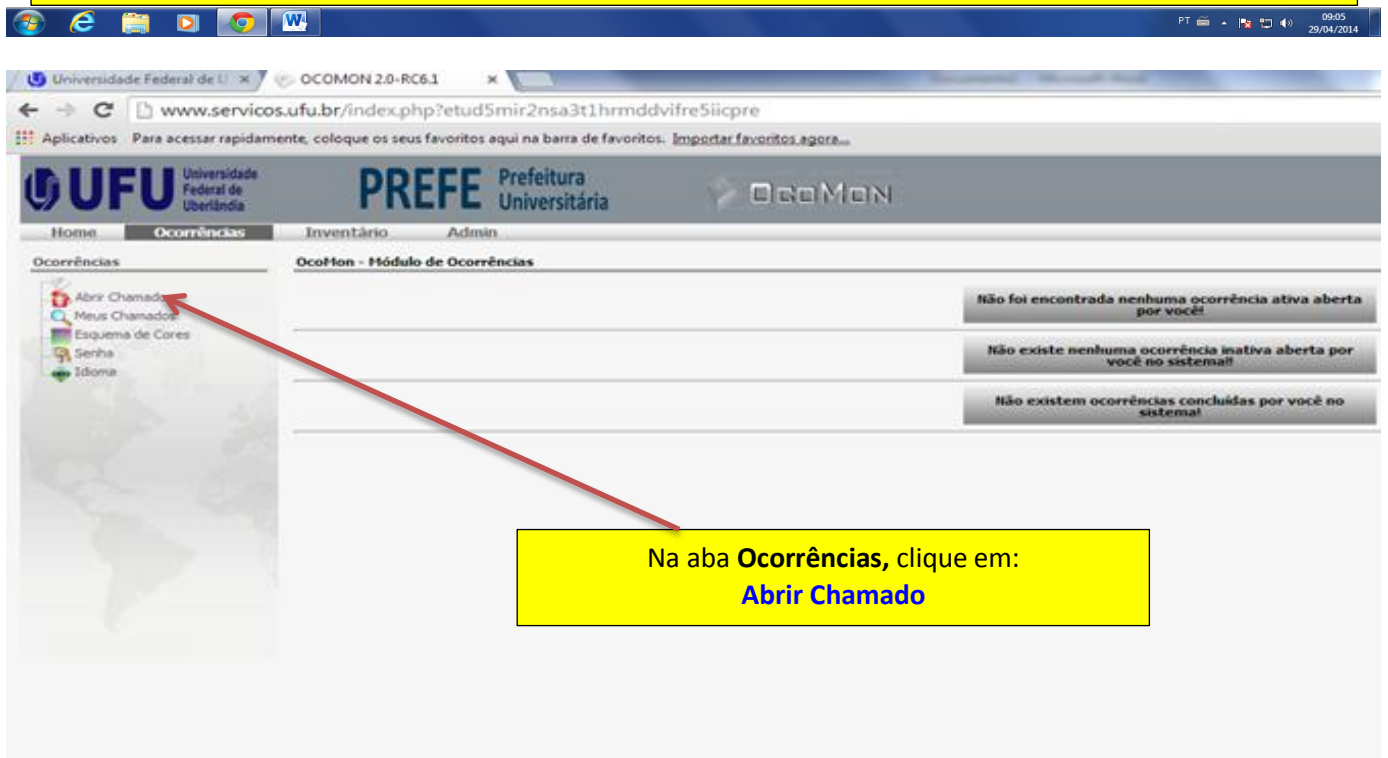 PT
09:05
29/04/2014
Universidade Federal de U
OCOMON 2.0-RC6.1
www.servicos.ufu.br/index.php?etud5mir2nsa3t1hrmddvifre5iicpre
Aplicativos Para acessar rapidamente, coloque os seus favoritos aqui na barra de favoritos. Importar favoritos agora...
UFU Universidade Federal de Uberlândia
PREFE Prefeitura Universitária
OcoMon
Home Ocorrências Inventário Admin
Ocorrências
OcoMon - Módulo de Ocorrências
Abrir Chamado
Meus Chamados
Esquema de Cores
Senha
Idioma
Não foi encontrada nenhuma ocorrência ativa aberta
por você!
Não existe nenhuma ocorrência inativa aberta por
você no sistema!!
Não existem ocorrências concluídas por você no
sistema!
Na aba Ocorrências, clique em:
Abrir Chamado